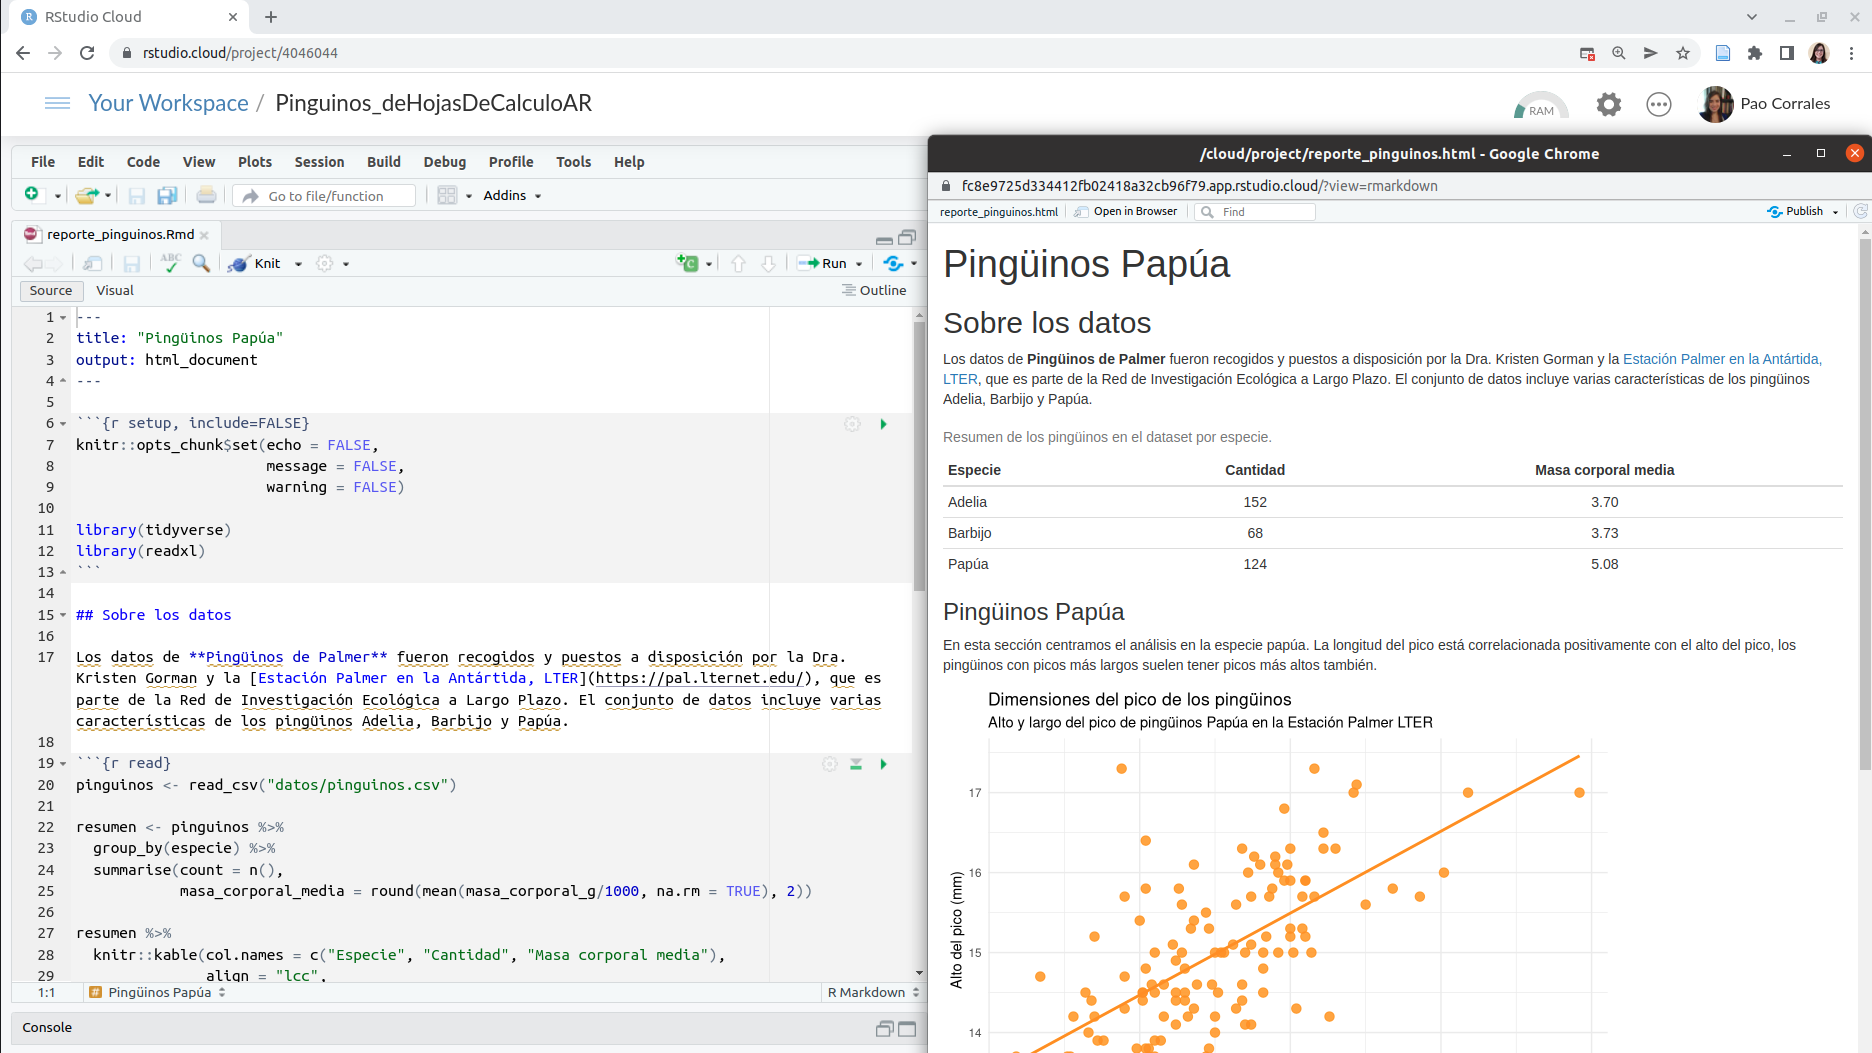 RStudio Cloud
rstudio.cloud/project/4046044
Your Workspace / Pinguinos_deHojasDeCalculoAR
RAM
Pao Corrales
File Edit Code View Plots Session Build Debug Profile Tools Help
Go to file/function
Addins
reporte_pinguinos.Rmd
ABC
Knit
Run
Source Visual
Outline
1 ---
2 title: "Pingüinos Papúa"
3 output: html_document
4 ---
5
6 ```{r setup, include=FALSE}
7 knitr::opts_chunk$set(echo = FALSE,
8 message = FALSE,
9 warning = FALSE)
10
11 library(tidyverse)
12 library(readxl)
13 ```
14
15 ## Sobre los datos
16
17 Los datos de **Pingüinos de Palmer** fueron recogidos y puestos a disposición por la Dra.
Kristen Gorman y la [Estación Palmer en la Antártida, LTER](https://pal.lternet.edu/), que es
parte de la Red de Investigación Ecológica a Largo Plazo. El conjunto de datos incluye varias
características de los pingüinos Adelia, Barbijo y Papúa.
18
19 ```{r read}
20 pinguinos <- read_csv("datos/pinguinos.csv")
21
22 resumen <- pinguinos %>%
23 group_by(especie) %>%
24 summarise(count = n(),
25 masa_corporal_media = round(mean(masa_corporal_g/1000, na.rm = TRUE), 2))
26
27 resumen %>%
28 knitr::kable(col.names = c("Especie", "Cantidad", "Masa corporal media"),
29 align = "lcc",
1:1 # Pingüinos Papúa
R Markdown
Console
/cloud/project/reporte_pinguinos.html - Google Chrome
fc8e9725d334412fb02418a32cb96f79.app.rstudio.cloud/?view=rmarkdown
reporte_pinguinos.html Open in Browser Find Publish
Pingüinos Papúa
Sobre los datos
Los datos de Pingüinos de Palmer fueron recogidos y puestos a disposición por la Dra. Kristen Gorman y la Estación Palmer en la Antártida,
LTER, que es parte de la Red de Investigación Ecológica a Largo Plazo. El conjunto de datos incluye varias características de los pingüinos
Adelia, Barbijo y Papúa.
Resumen de los pingüinos en el dataset por especie.
Especie Cantidad Masa corporal media
Adelia 152 3.70
Barbijo 68 3.73
Papúa 124 5.08
Pingüinos Papúa
En esta sección centramos el análisis en la especie papúa. La longitud del pico está correlacionada positivamente con el alto del pico, los
pingüinos con picos más largos suelen tener picos más altos también.
Dimensiones del pico de los pingüinos
Alto y largo del pico de pingüinos Papúa en la Estación Palmer LTER
17
16
15
14
Alto del pico (mm)